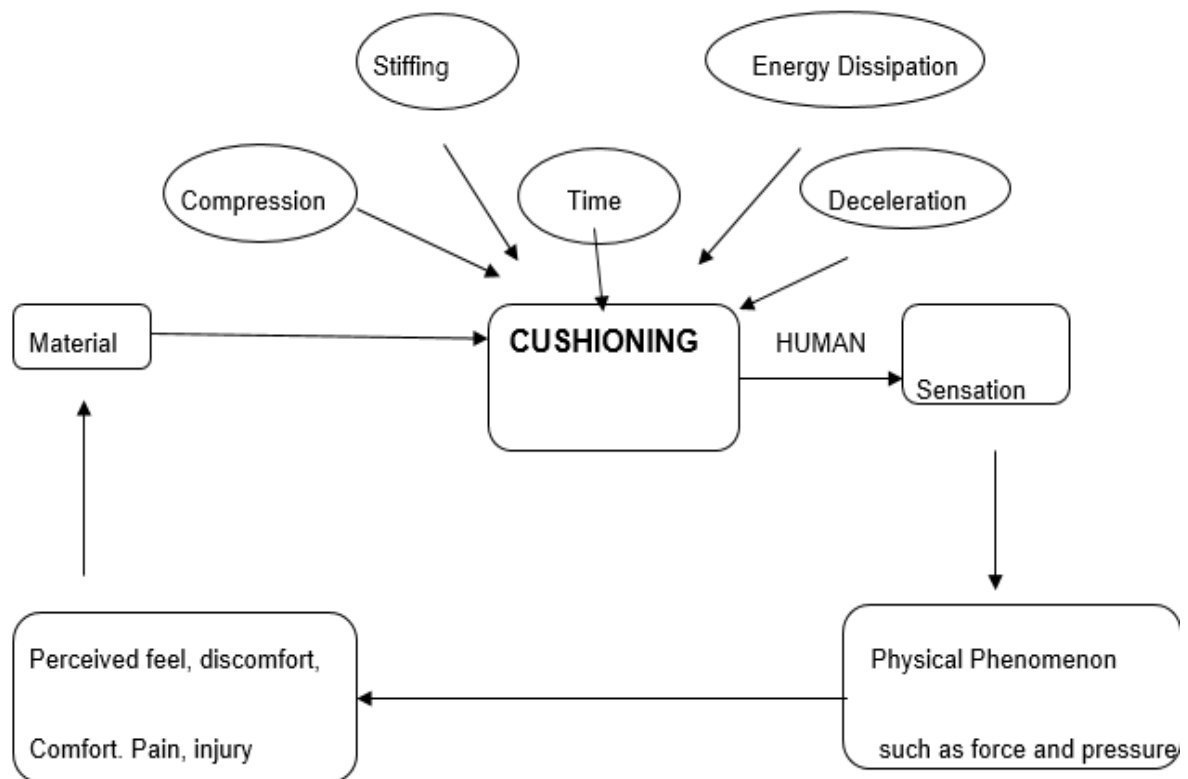 Stiffing
Energy Dissipation
Compression
Time
Deceleration
Material
CUSHIONING
HUMAN
Sensation
Perceived feel, discomfort,
Comfort. Pain, injury
Physical Phenomenon
such as force and pressure